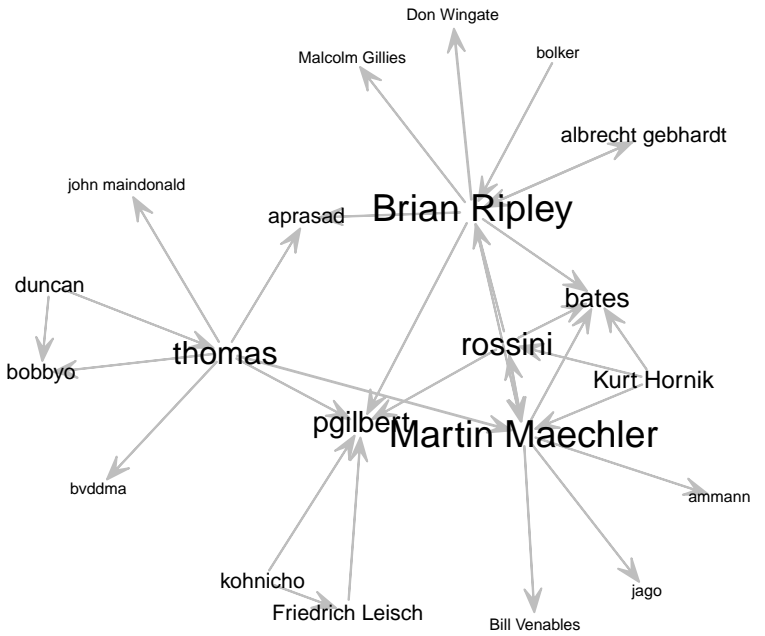 Don Wingate
Malcolm Gillies
bolker
albrecht gebhardt
john maindonald
aprasad
Brian Ripley
duncan
bates
thomas
rossini
bobbyo
Kurt Hornik
pgilbert
Martin Maechler
bvddma
ammann
kohnicho
jago
Friedrich Leisch
Bill Venables